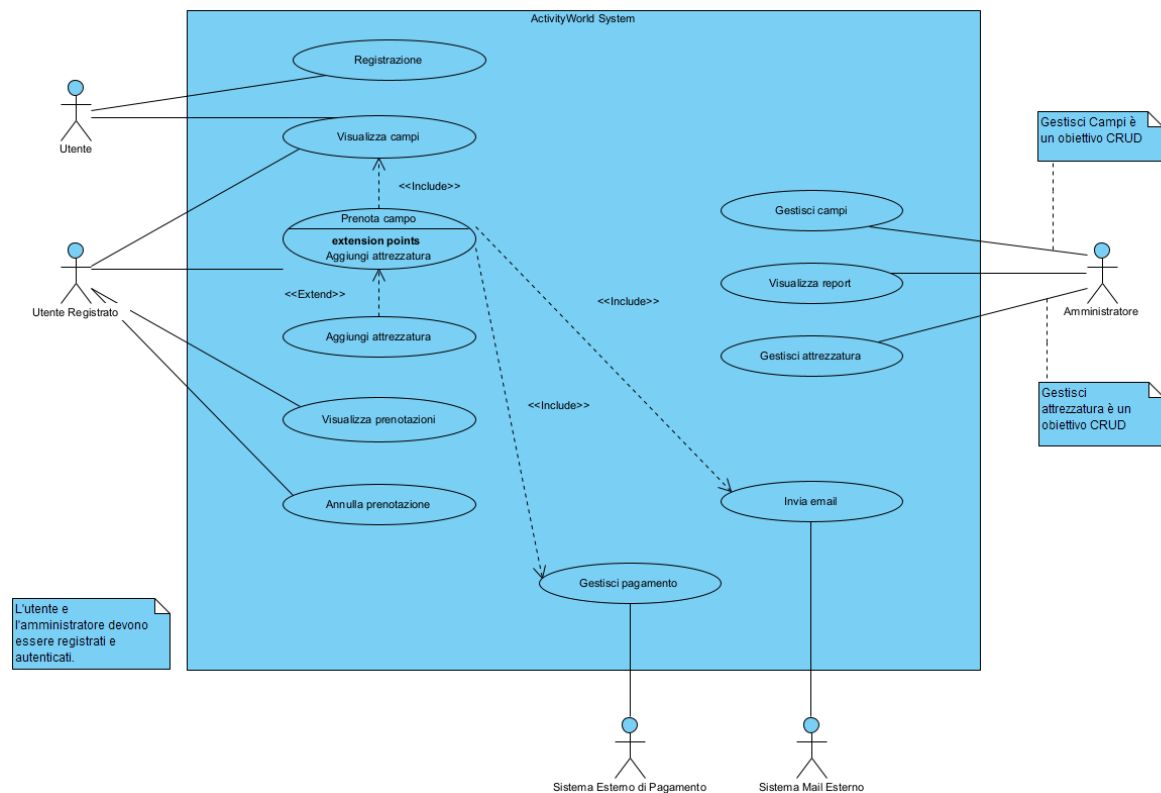 ActivityWorld System
Registrazione
Utente
Visualizza campi
Gestisci Campi è
un obiettivo CRUD
<<Include>>
Prenota campo
extension points
Aggiungi attrezzatura
Gestisci campi
Utente Registrato
<<Extend>>
<<Include>>
Visualizza report
Amministratore
Aggiungi attrezzatura
Gestisci attrezzatura
Gestisci
attrezzatura è un
obiettivo CRUD
<<Include>>
Visualizza prenotazioni
Annulla prenotazione
Invia email
Gestisci pagamento
L'utente e
l'amministratore devono
essere registrati e
autenticati.
Sistema Esterno di Pagamento
Sistema Mail Esterno